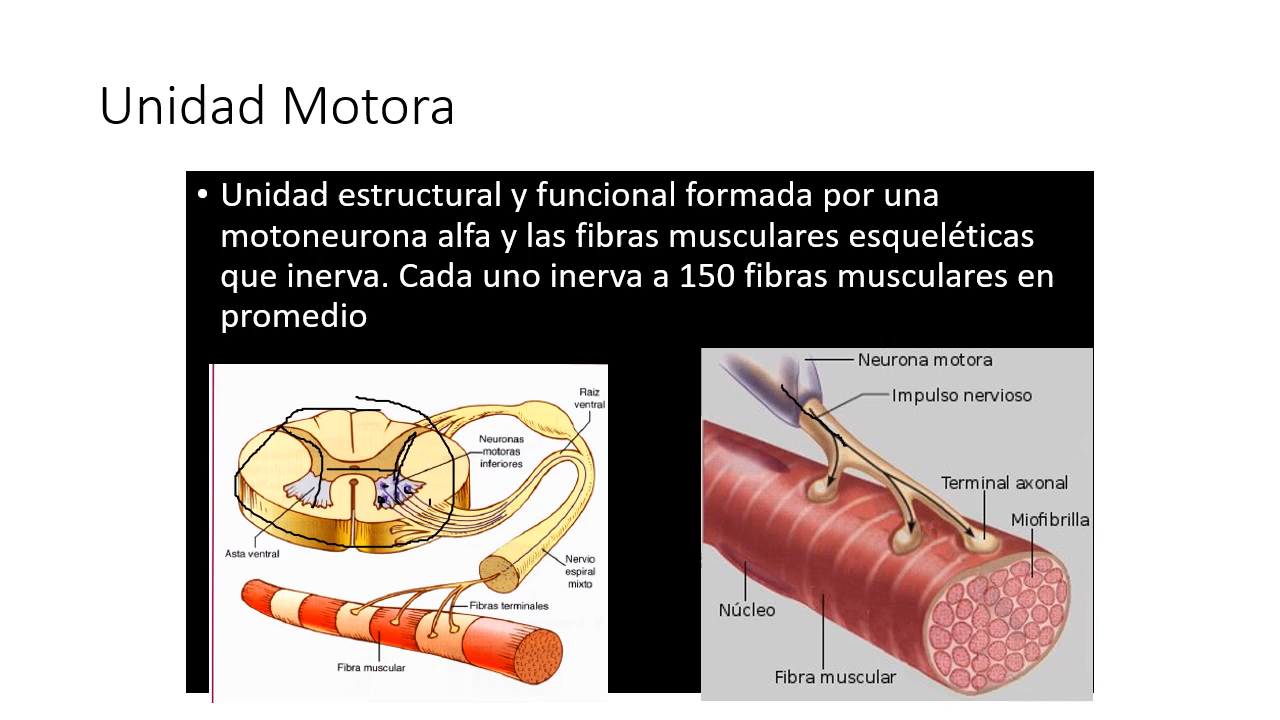 Unidad Motora
• Unidad estructural y funcional formada por una
motoneurona alfa y las fibras musculares esqueléticas
que inerva. Cada uno inerva a 150 fibras musculares en
promedio
Raiz
ventral
Neuronas
motoras
inferiores
Asta ventral
Nervio
espiral
mixto
Fibras terminales
Fibra muscular
Neurona motora
Impulso nervioso
Terminal axonal
Miofibrilla
Núcleo
Fibra muscular